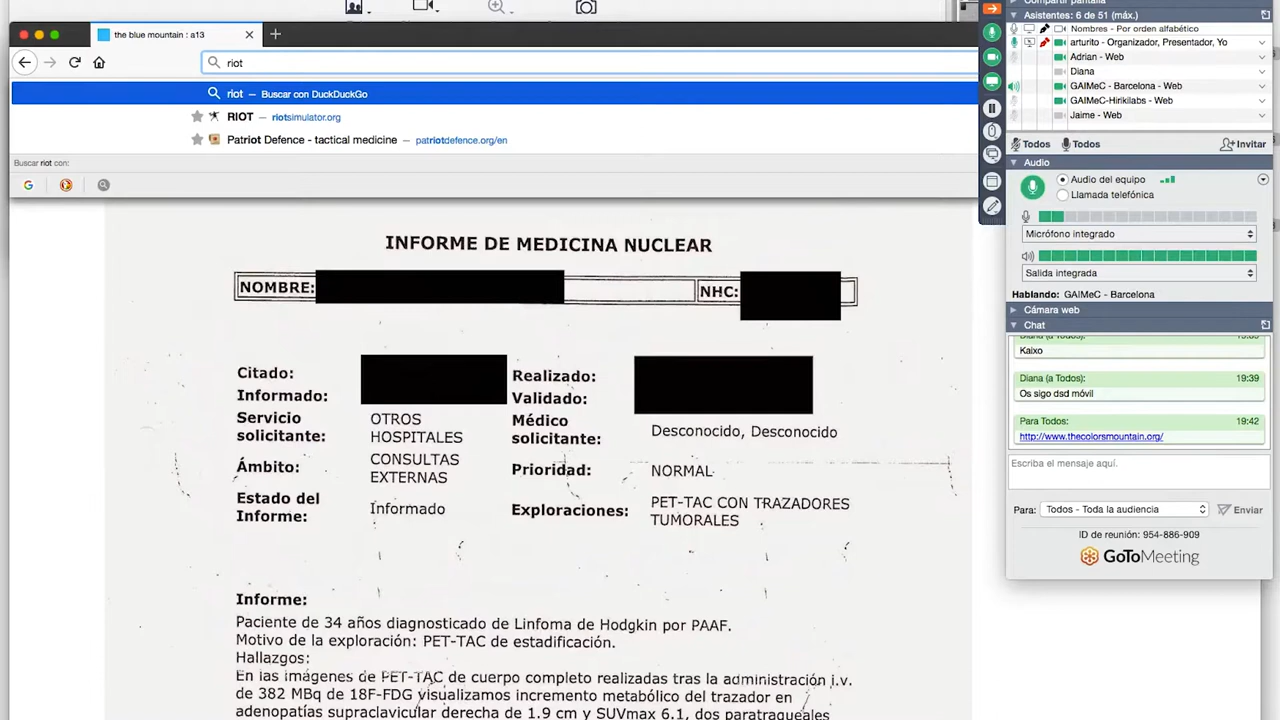 the blue mountain : a13
riot
riot — Buscar con DuckDuckGo
RIOT — riotsimulator.org
Patriot Defence - tactical medicine — patriotdefence.org/en
Buscar riot con:
INFORME DE MEDICINA NUCLEAR
NOMBRE:
NHC:
Citado:
Realizado:
Informado:
Validado:
Servicio solicitante:
OTROS
HOSPITALES
Médico
solicitante:
Desconocido, Desconocido
Ámbito:
CONSULTAS
EXTERNAS
Prioridad:
NORMAL
Estado del
Informe:
Informado
Exploraciones:
PET-TAC CON TRAZADORES
TUMORALES
Informe:
Paciente de 34 años diagnosticado de Linfoma de Hodgkin por PAAF.
Motivo de la exploración: PET-TAC de estadificación.
Hallazgos:
En las imágenes de PET-TAC de cuerpo completo realizadas tras la administración i.v.
de 382 MBq de 18F-FDG visualizamos incremento metabólico del trazador en
adenopatías supraclavicular derecha de 1.9 cm y SUVmax 6.1, dos paratraqueales
Compartir pantalla
Asistentes: 6 de 51 (máx.)
Nombres - Por orden alfabético
arturito - Organizador, Presentador, Yo
Adrian - Web
Diana
GAIMeC - Barcelona - Web
GAIMeC-Hirikilabs - Web
Jaime - Web
Todos
Todos
Invitar
Audio
Audio del equipo
Llamada telefónica
Micrófono integrado
Salida integrada
Hablando: GAIMeC - Barcelona
Cámara web
Chat
Diana (a Todos):
Kaixo
Diana (a Todos): 19:39
Os sigo dsd móvil
Para Todos: 19:42
http://www.thecolorsmountain.org/
Escriba el mensaje aquí.
Para: Todos - Toda la audiencia
Enviar
ID de reunión: 954-886-909
GoToMeeting